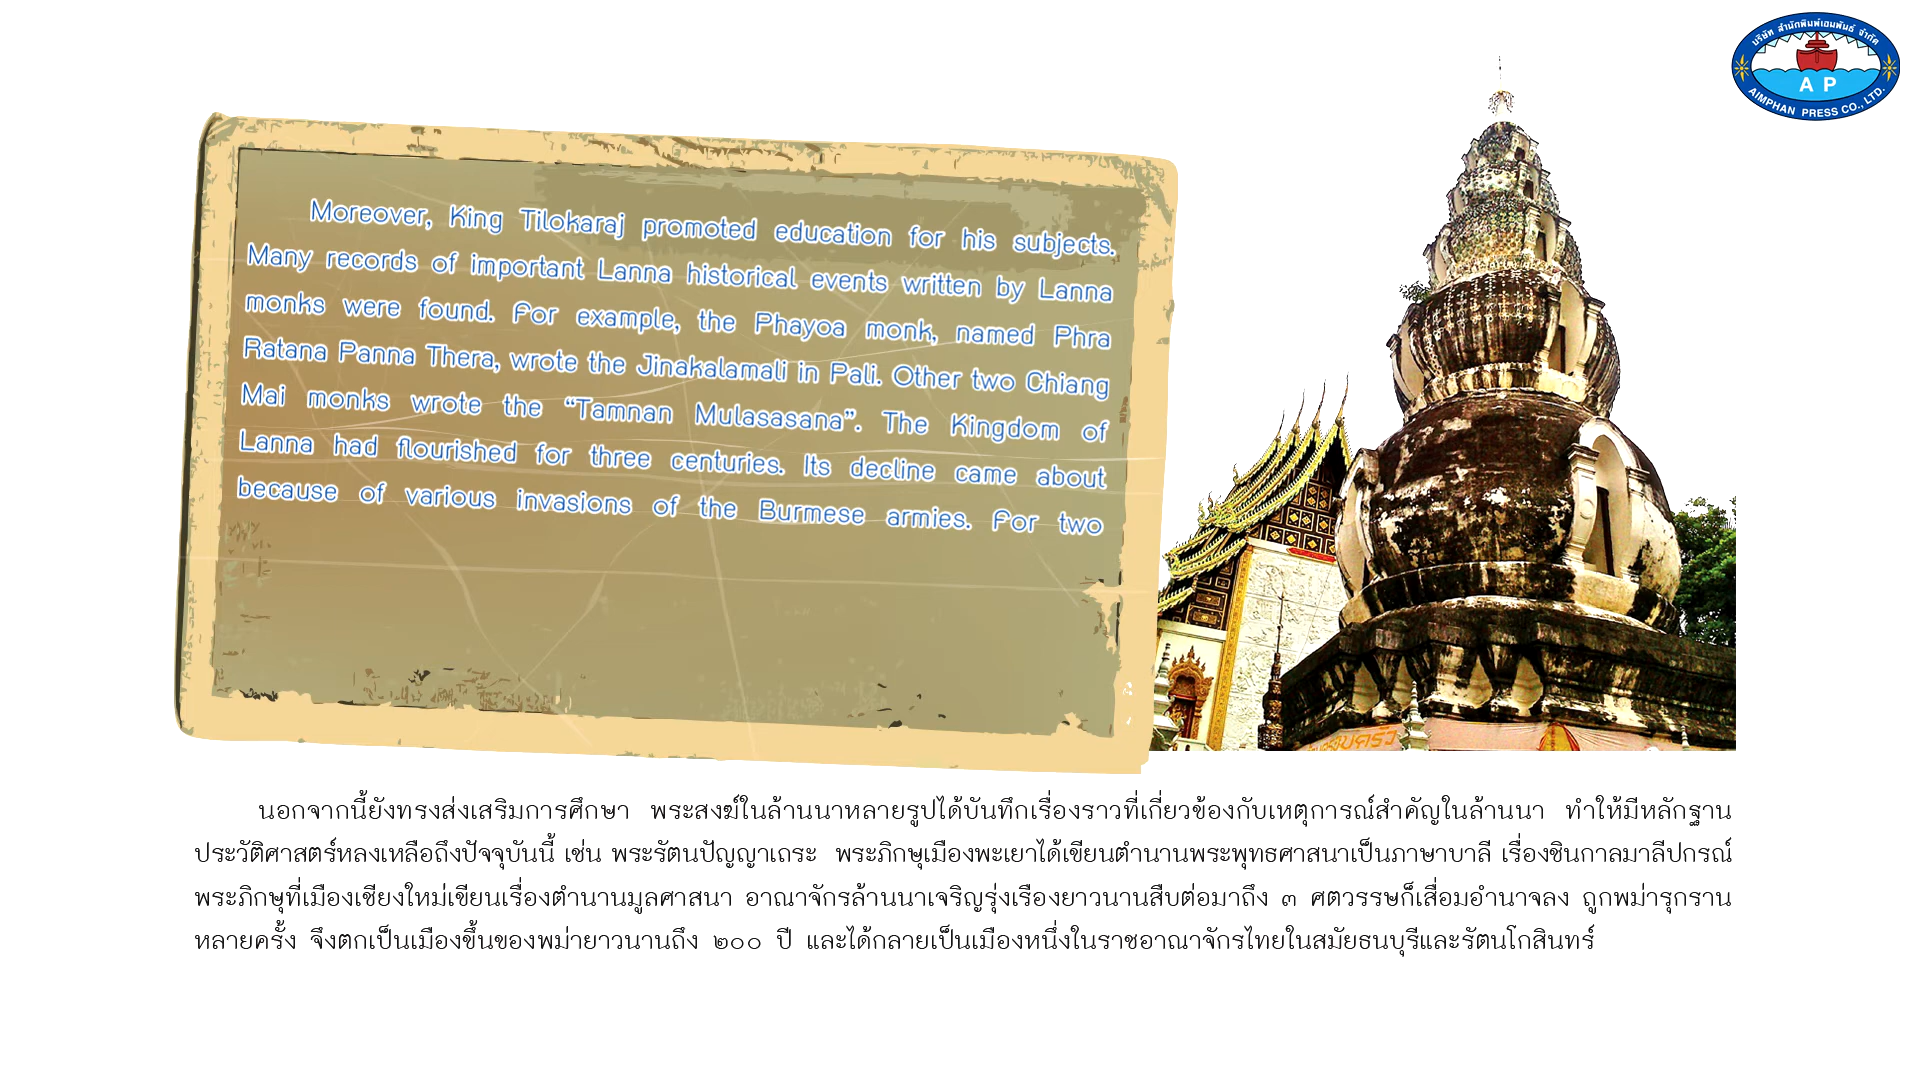 บริษัท สำนักพิมพ์เอมพันธ์ จำกัด
A P
AIMPHAN PRESS CO., LTD.
Moreover, King Tilokaraj promoted education for his subjects.
Many records of important Lanna historical events written by Lanna
monks were found. For example, the Phayoa monk, named Phra
Ratana Panna Thera, wrote the Jinakalamali in Pali. Other two Chiang
Mai monks wrote the “Tamnan Mulasasana”. The Kingdom of
Lanna had flourished for three centuries. Its decline came about
because of various invasions of the Burmese armies. For two
นอกจากนี้ยังทรงส่งเสริมการศึกษา พระสงฆ์ในล้านนาหลายรูปได้บันทึกเรื่องราวที่เกี่ยวข้องกับเหตุการณ์สำคัญในล้านนา ทำให้มีหลักฐาน
ประวัติศาสตร์หลงเหลือถึงปัจจุบันนี้ เช่น พระรัตนปัญญาเถระ พระภิกษุเมืองพะเยาได้เขียนตำนานพระพุทธศาสนาเป็นภาษาบาลี เรื่องชินกาลมาลีปกรณ์
พระภิกษุที่เมืองเชียงใหม่เขียนเรื่องตำนานมูลศาสนา อาณาจักรล้านนาเจริญรุ่งเรืองยาวนานสืบต่อมาถึง ๓ ศตวรรษก็เสื่อมอำนาจลง ถูกพม่ารุกราน
หลายครั้ง จึงตกเป็นเมืองขึ้นของพม่ายาวนานถึง ๒๐๐ ปี และได้กลายเป็นเมืองหนึ่งในราชอาณาจักรไทยในสมัยธนบุรีและรัตนโกสินทร์